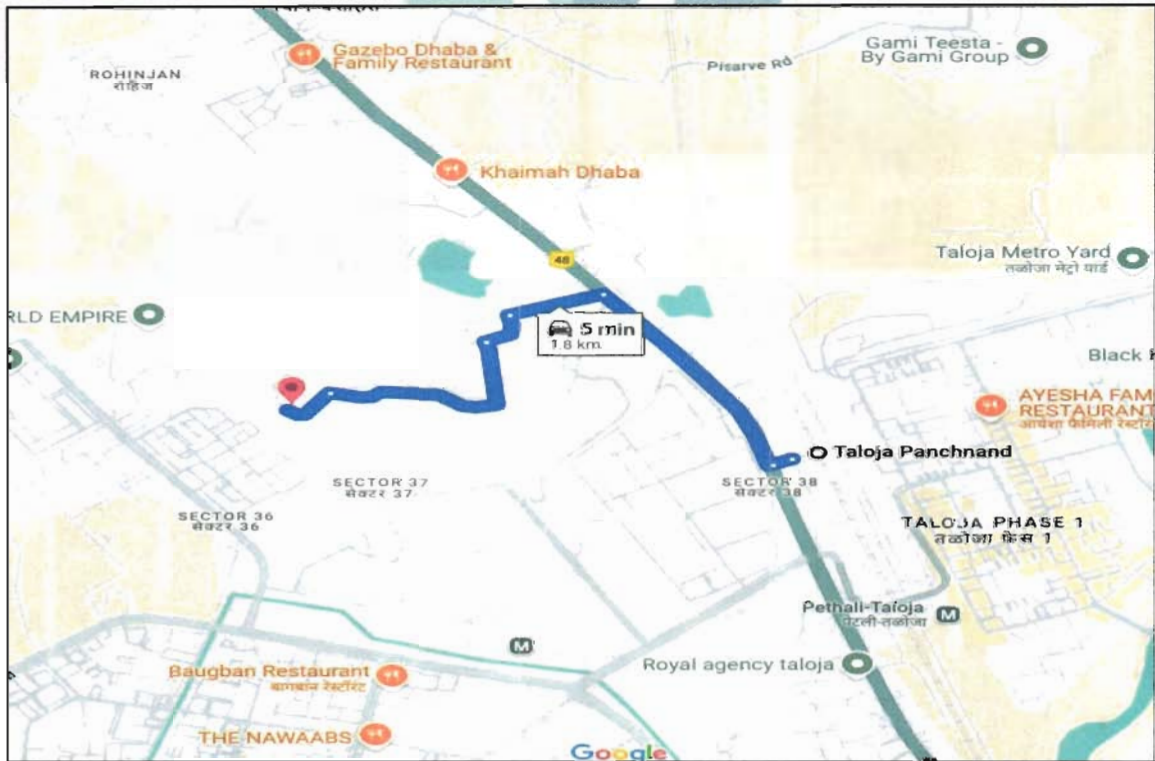 Gazebo Dhaba &
Family Restaurant
Gami Teesta -
By Gami Group
Pisarve Rd
ROHINJAN
रोहिंज
Khaimah Dhaba
48
Taloja Metro Yard
तळोजा मेट्रो यार्ड
RLD EMPIRE
5 min
1.8 km
Black
AYESHA FAM
RESTAURANT
आयेशा फॅमिली रेस्टॉरं
Taloja Panchnand
SECTOR 37
सेक्टर 37
SECTOR 38
सेक्टर 38
SECTOR 36
सेक्टर 36
TALOJA PHASE 1
तळोजा फेस 1
Pethali-Taloja
पेटली-तळोजा
M
M
Royal agency taloja
Baugban Restaurant
बागबान रेस्टॉरंट
THE NAWAABS
Google